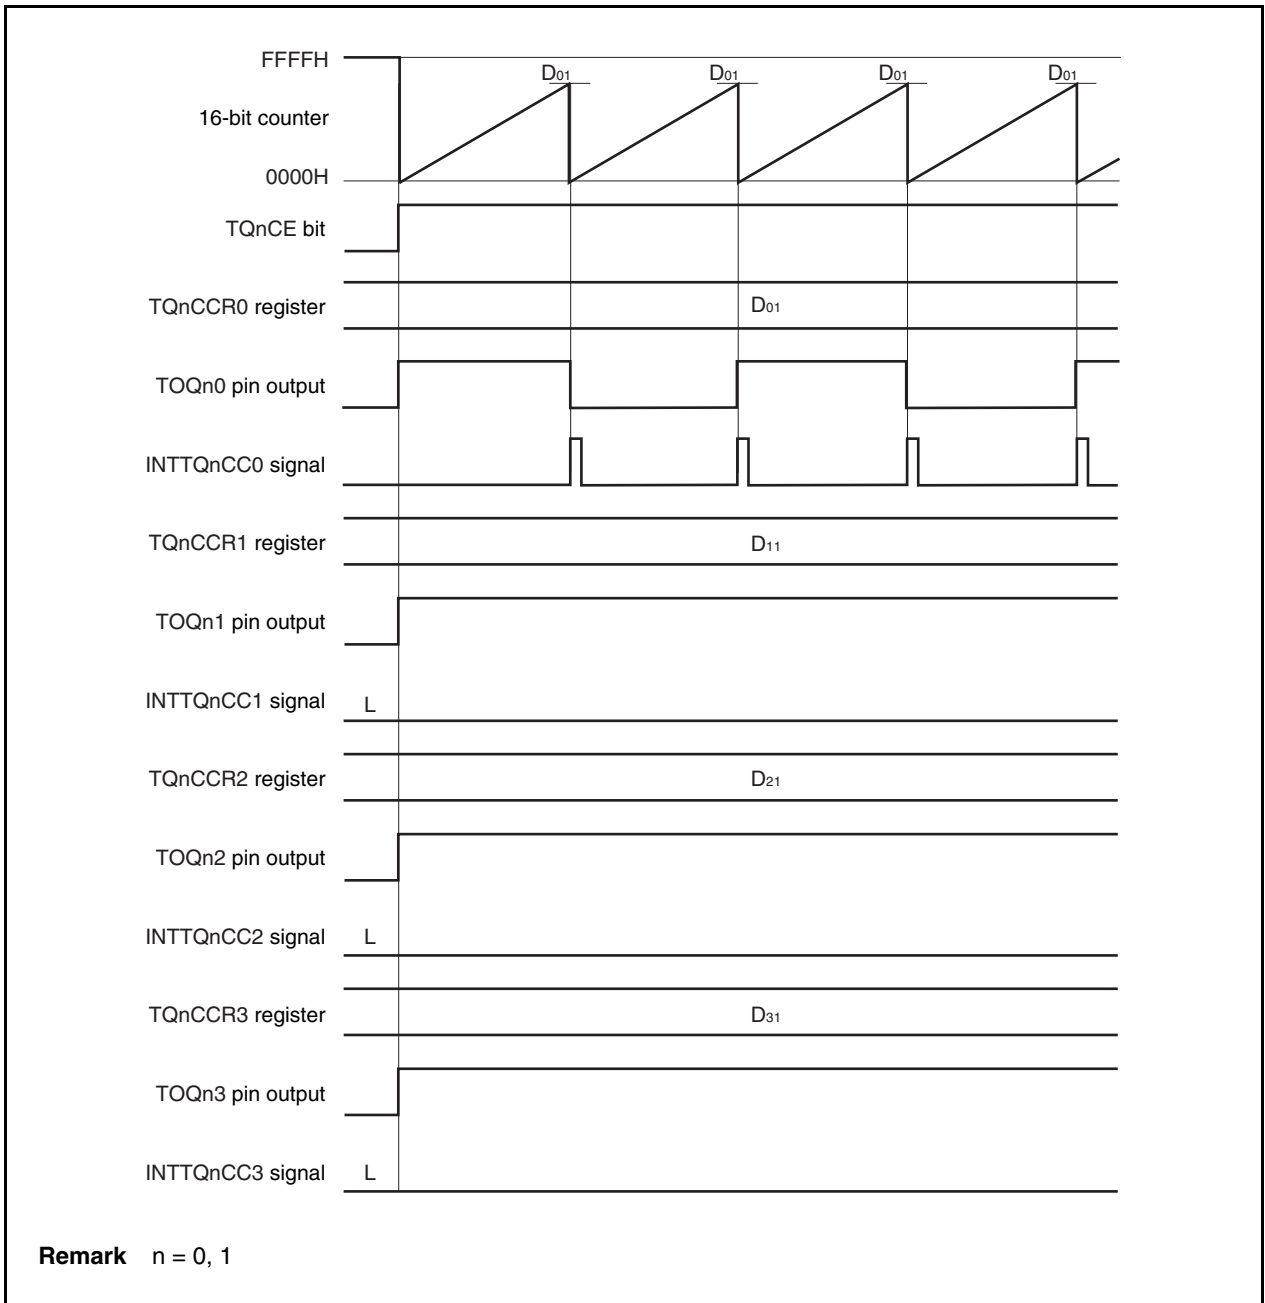 FFFFH
D01 D01 D01 D01
16-bit counter
0000H
TQnCE bit
TQnCCR0 register D01
TOQn0 pin output
INTTQnCC0 signal
TQnCCR1 register D11
TOQn1 pin output
INTTQnCC1 signal L
TQnCCR2 register D21
TOQn2 pin output
INTTQnCC2 signal L
TQnCCR3 register D31
TOQn3 pin output
INTTQnCC3 signal L
Remark n = 0, 1